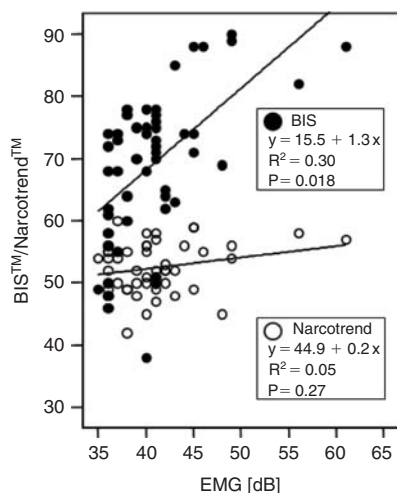 BIS™/Narcotrend™
90
80
70
60
50
40
30
BIS
y = 15.5 + 1.3 x
R² = 0.30
P = 0.018
Narcotrend
y = 44.9 + 0.2 x
R² = 0.05
P = 0.27
35 40 45 50 55 60 65
EMG [dB]